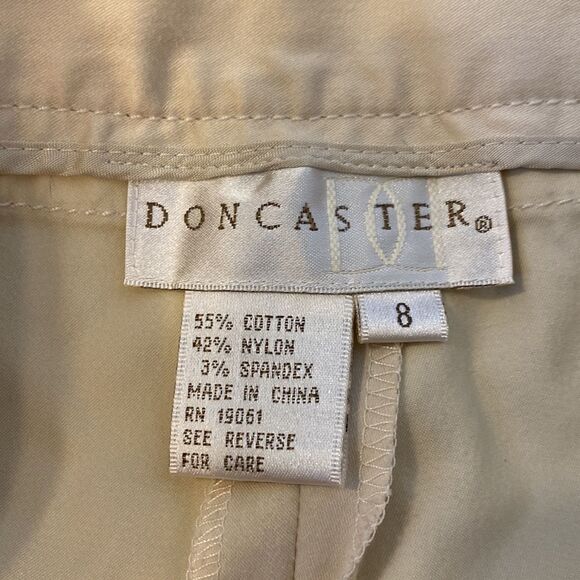 DONCASTER®
8
55% COTTON
42% NYLON
3% SPANDEX
MADE IN CHINA
RN 19061
SEE REVERSE
FOR CARE